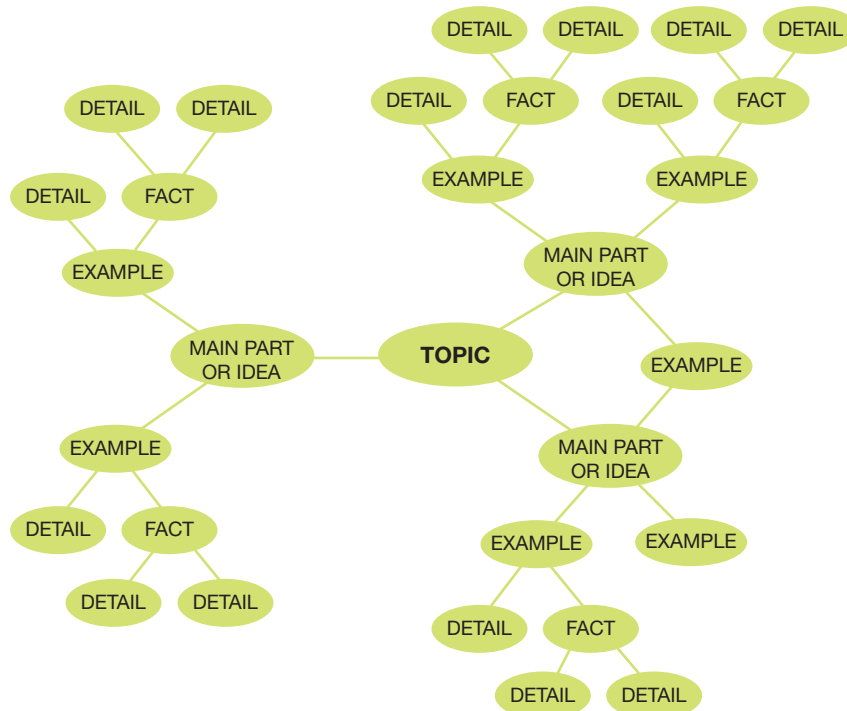 DETAIL DETAIL DETAIL DETAIL
DETAIL FACT DETAIL FACT
DETAIL DETAIL
EXAMPLE EXAMPLE
DETAIL FACT
MAIN PART
OR IDEA
EXAMPLE
MAIN PART
OR IDEA
TOPIC
EXAMPLE
EXAMPLE
MAIN PART
OR IDEA
DETAIL FACT
EXAMPLE EXAMPLE
DETAIL DETAIL
DETAIL FACT
DETAIL DETAIL